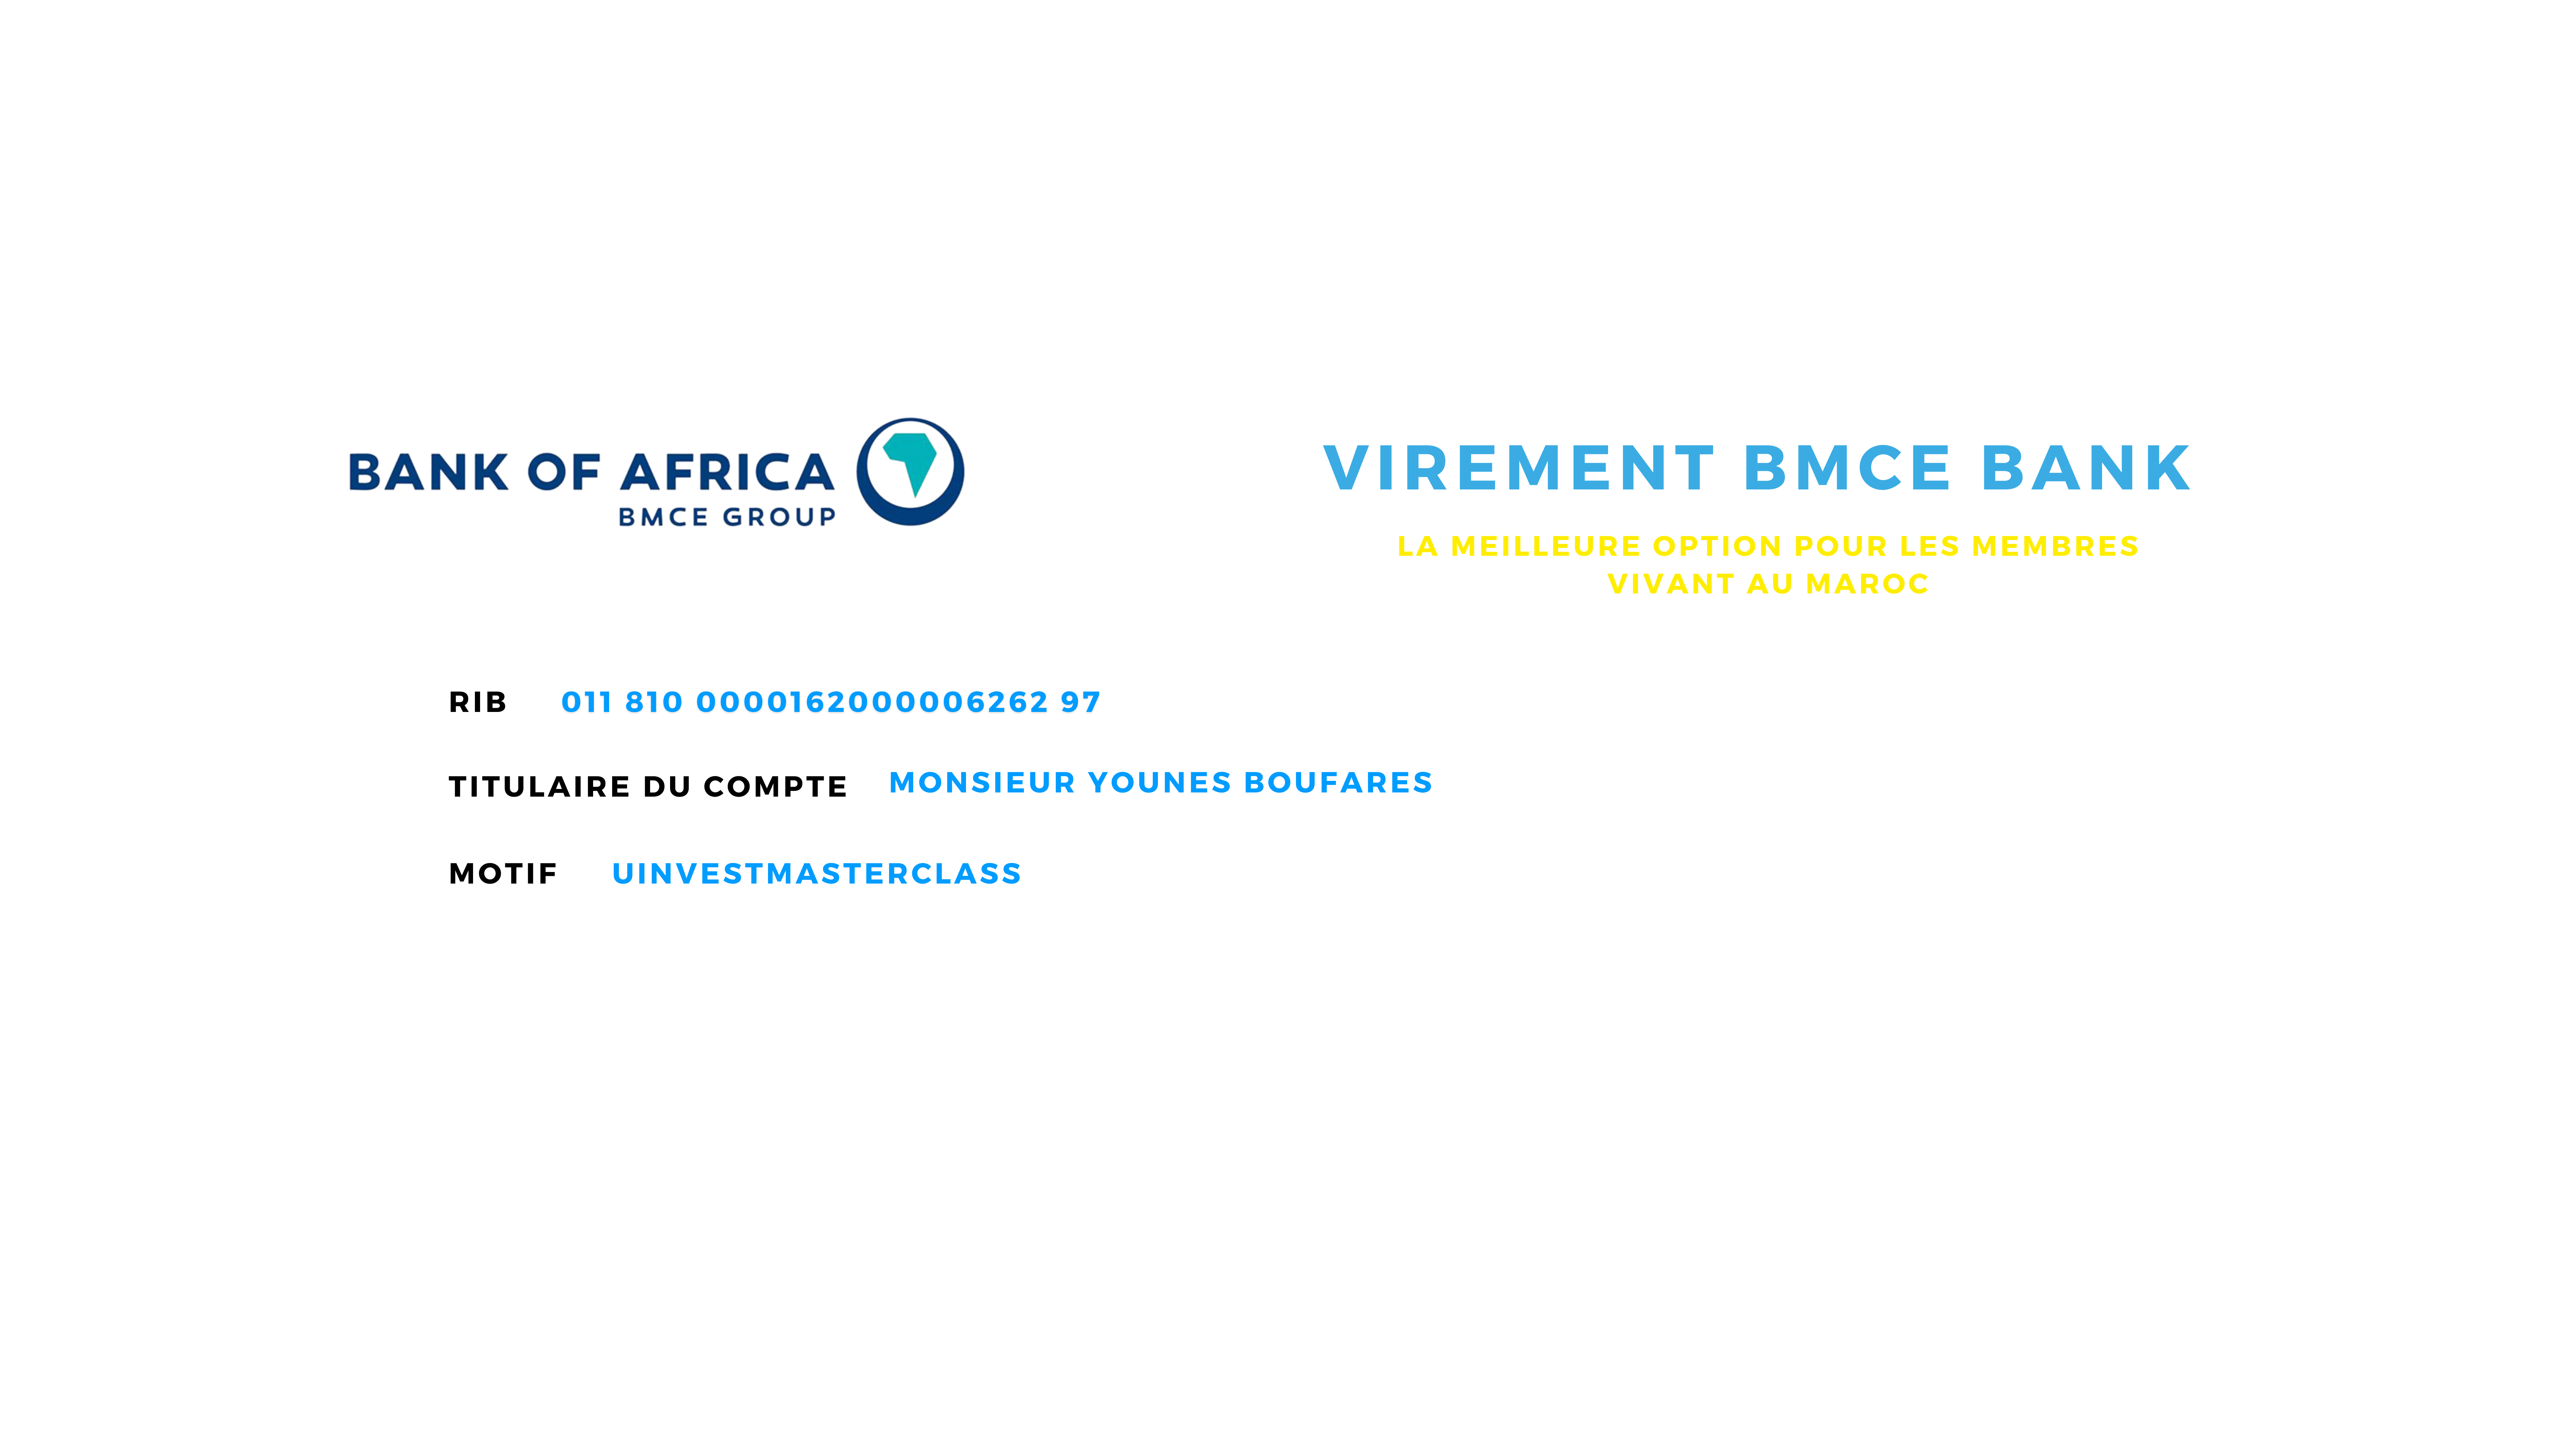 BANK OF AFRICA
BMCE GROUP
VIREMENT BMCE BANK
LA MEILLEURE OPTION POUR LES MEMBRES
VIVANT AU MAROC
RIB 011 810 0000162000006262 97
TITULAIRE DU COMPTE MONSIEUR YOUNES BOUFARES
MOTIF UINVESTMASTERCLASS